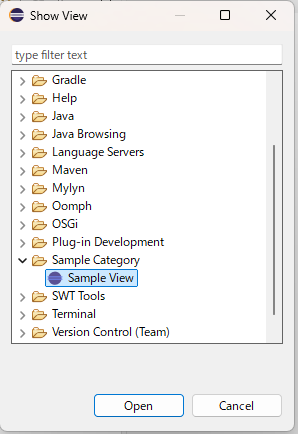 Show View
type filter text
Gradle
Help
Java
Java Browsing
Language Servers
Maven
Mylyn
Oomph
OSGi
Plug-in Development
Sample Category
Sample View
SWT Tools
Terminal
Version Control (Team)
Open
Cancel